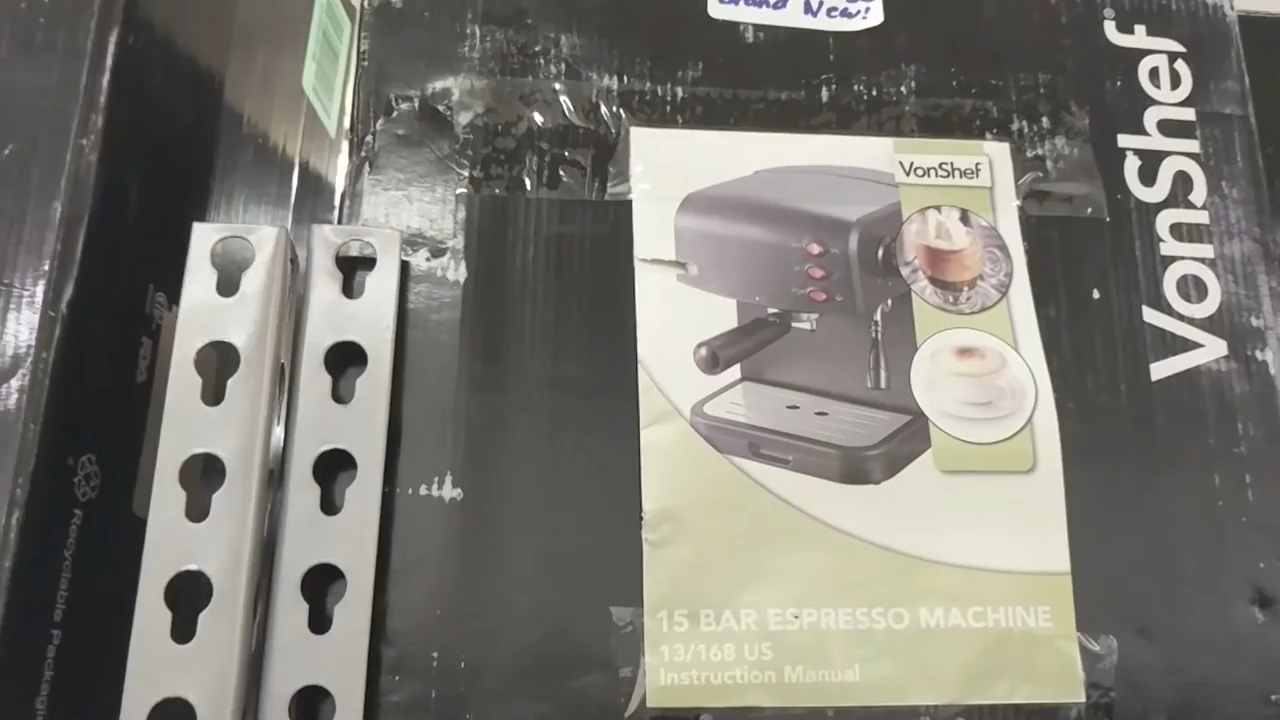 Brand New!
VonShef
VonShef
15 BAR ESPRESSO MACHINE
13/168 US
Instruction Manual
Recyclable Packaging